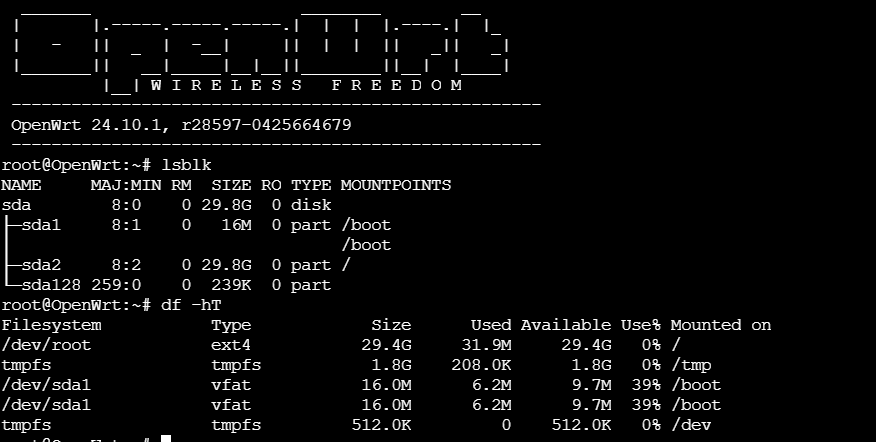 OpenWrt
W I R E L E S S   F R E E D O M
-----------------------------------------------------
OpenWrt 24.10.1, r28597-0425664679
-----------------------------------------------------
root@OpenWrt:~# lsblk
NAME     MAJ:MIN RM   SIZE RO TYPE MOUNTPOINTS
sda        8:0    0 29.8G  0 disk
├─sda1     8:1    0   16M  0 part /boot
│                                 /boot
├─sda2     8:2    0 29.8G  0 part /
└─sda128 259:0    0  239K  0 part
root@OpenWrt:~# df -hT
Filesystem           Type            Size      Used Available Use% Mounted on
/dev/root            ext4           29.4G     31.9M     29.4G   0% /
tmpfs                tmpfs           1.8G    208.0K      1.8G   0% /tmp
/dev/sda1            vfat           16.0M      6.2M      9.7M  39% /boot
/dev/sda1            vfat           16.0M      6.2M      9.7M  39% /boot
tmpfs                tmpfs         512.0K         0    512.0K   0% /dev
root@OpenWrt:~#